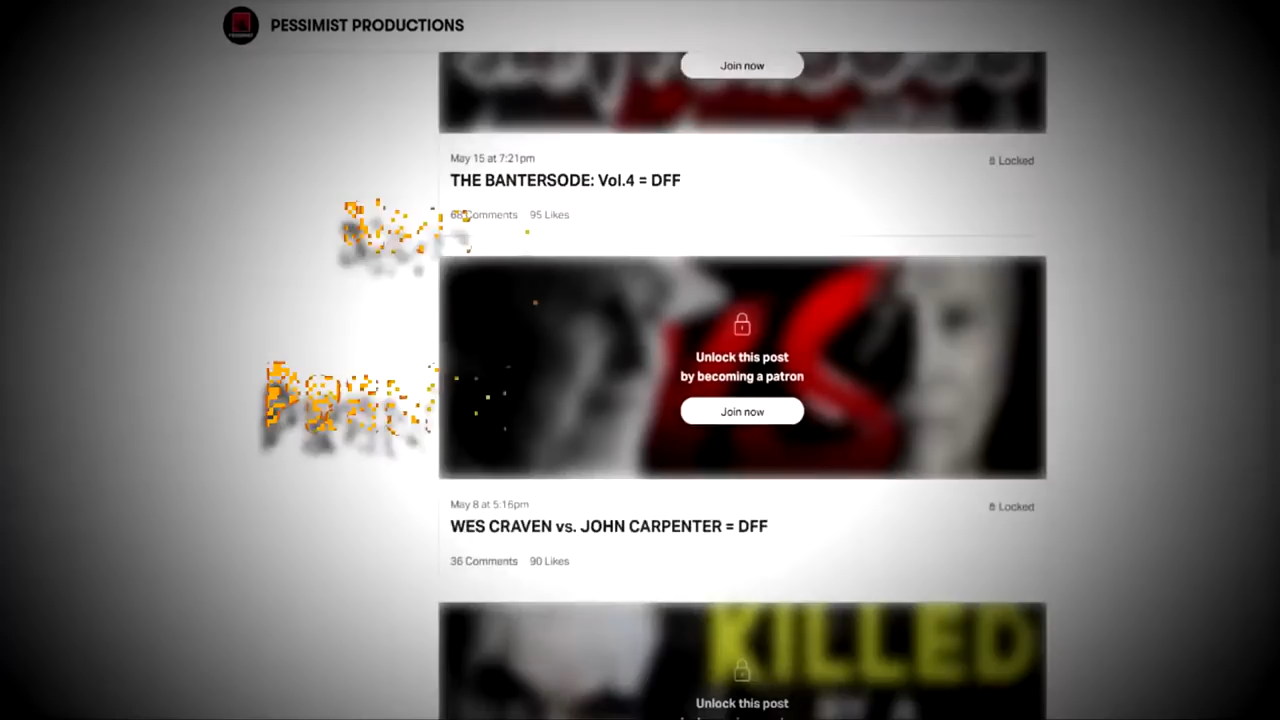 PESSIMIST PRODUCTIONS
Join now
May 15 at 7:21pm
Locked
THE BANTERSODE: Vol.4 = DFF
68 Comments 95 Likes
VS
Unlock this post
by becoming a patron
Join now
May 8 at 5:16pm
Locked
WES CRAVEN vs. JOHN CARPENTER = DFF
36 Comments 90 Likes
KILLED
Unlock this post